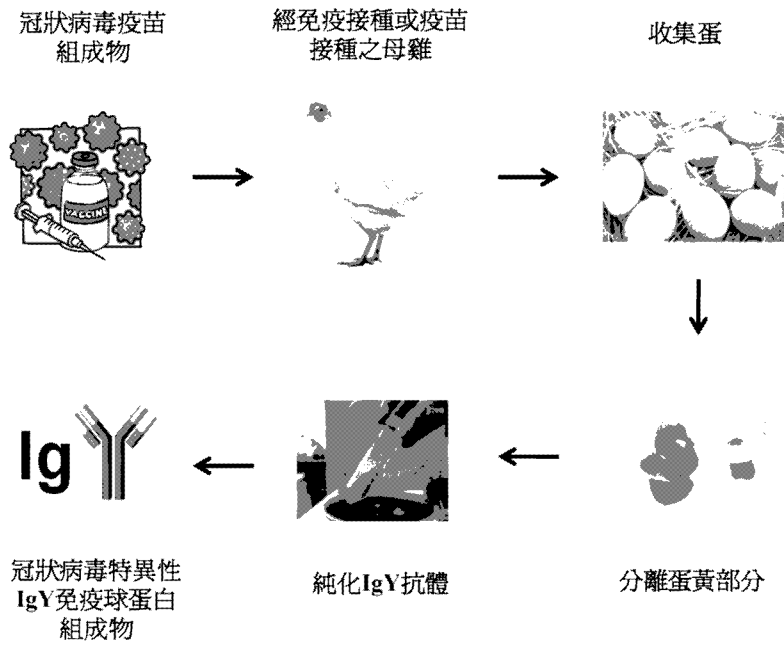 冠狀病毒疫苗
組成物
經免疫接種或疫苗
接種之母雞
收集蛋
VACCINE
Ig
冠狀病毒特異性
IgY免疫球蛋白
組成物
純化IgY抗體
分離蛋黃部分